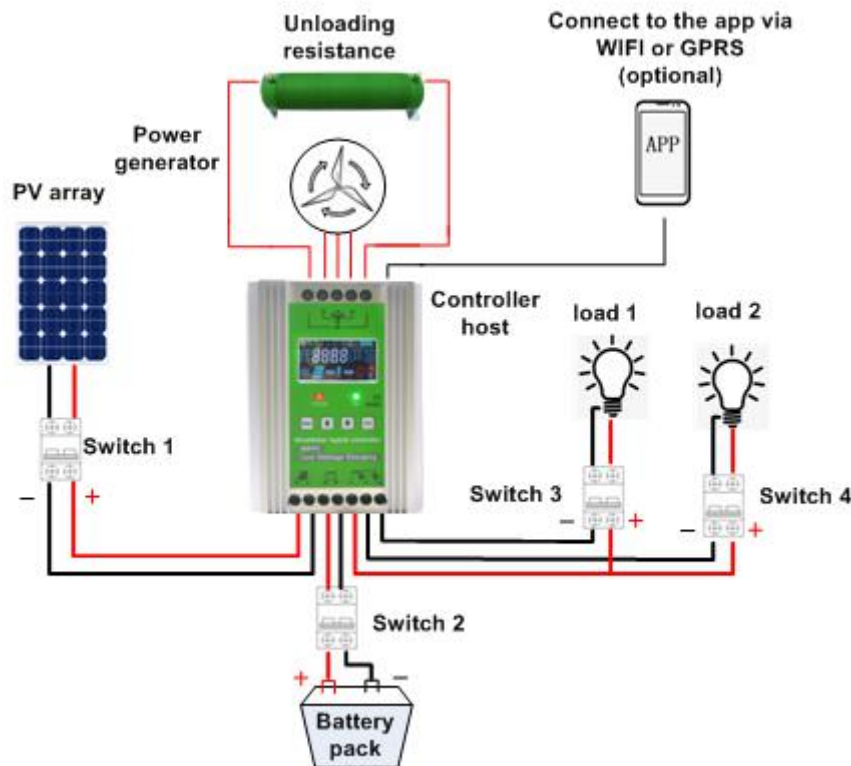 Unloading
resistance
Connect to the app via
WIFI or GPRS
(optional)
Power
generator
APP
PV array
Controller
host
load 1
load 2
8888
Switch 1
Switch 3
Switch 4
− +
− +
− +
Switch 2
+ −
Battery
pack